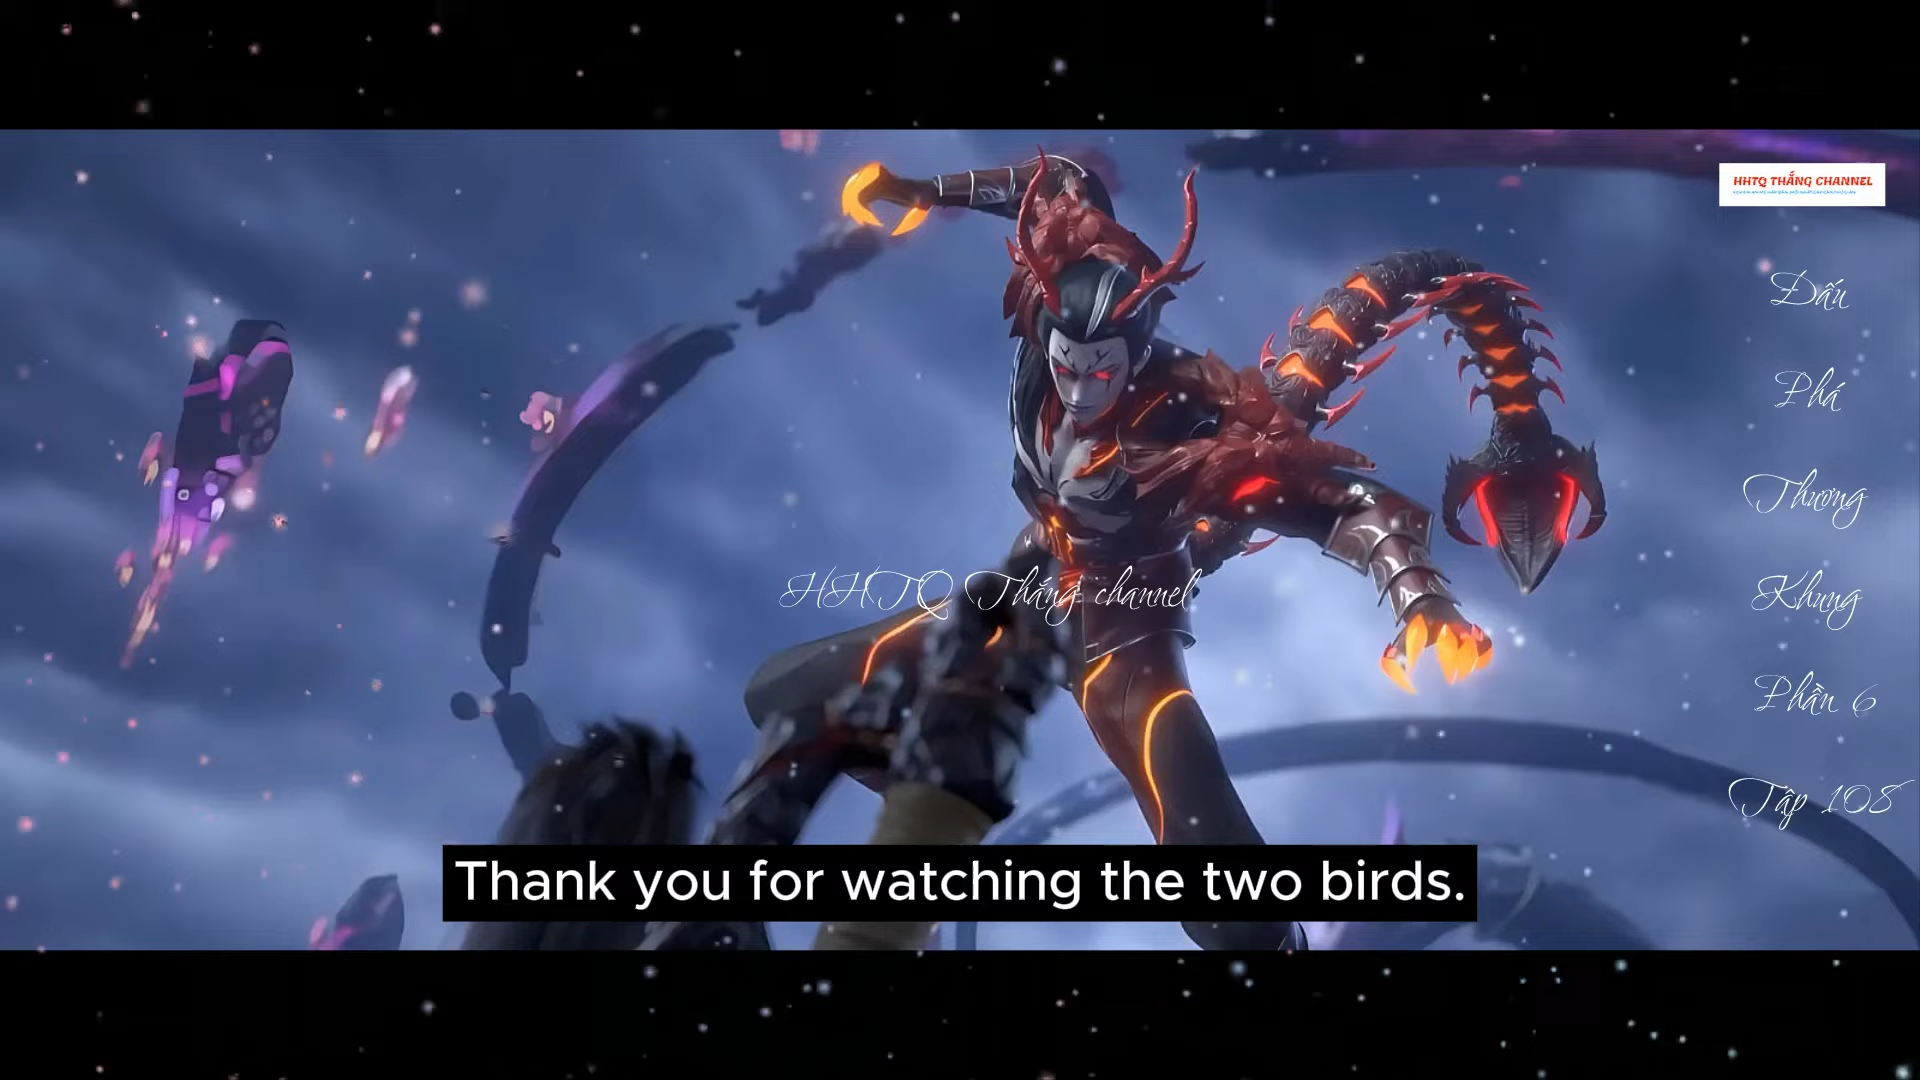 HHTQ THẮNG CHANNEL
Đấu
Phá
Thương
Khung
Phần 6
Tập 108
HHTQ Thắng channel
Thank you for watching the two birds.